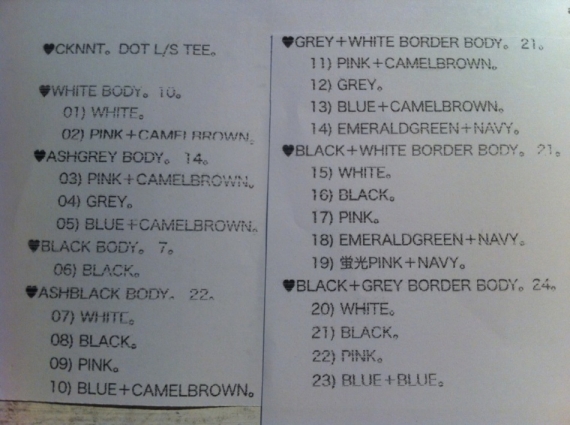 ♥CKNNT。 DOT L/S TEE。
♥WHITE BODY。 10。
01) WHITE。
02) PINK+CAMELBROWN。
♥ASHGREY BODY。 14。
03) PINK+CAMELBROWN。
04) GREY。
05) BLUE+CAMELBROWN。
♥BLACK BODY。 7。
06) BLACK。
♥ASHBLACK BODY。 22。
07) WHITE。
08) BLACK。
09) PINK。
10) BLUE+CAMELBROWN。
♥GREY+WHITE BORDER BODY。 21。
11) PINK+CAMELBROWN。
12) GREY。
13) BLUE+CAMELBROWN。
14) EMERALDGREEN+NAVY。
♥BLACK+WHITE BORDER BODY。 21。
15) WHITE。
16) BLACK。
17) PINK。
18) EMERALDGREEN+NAVY。
19) 蛍光PINK+NAVY。
♥BLACK+GREY BORDER BODY。 24。
20) WHITE。
21) BLACK。
22) PINK。
23) BLUE+BLUE。